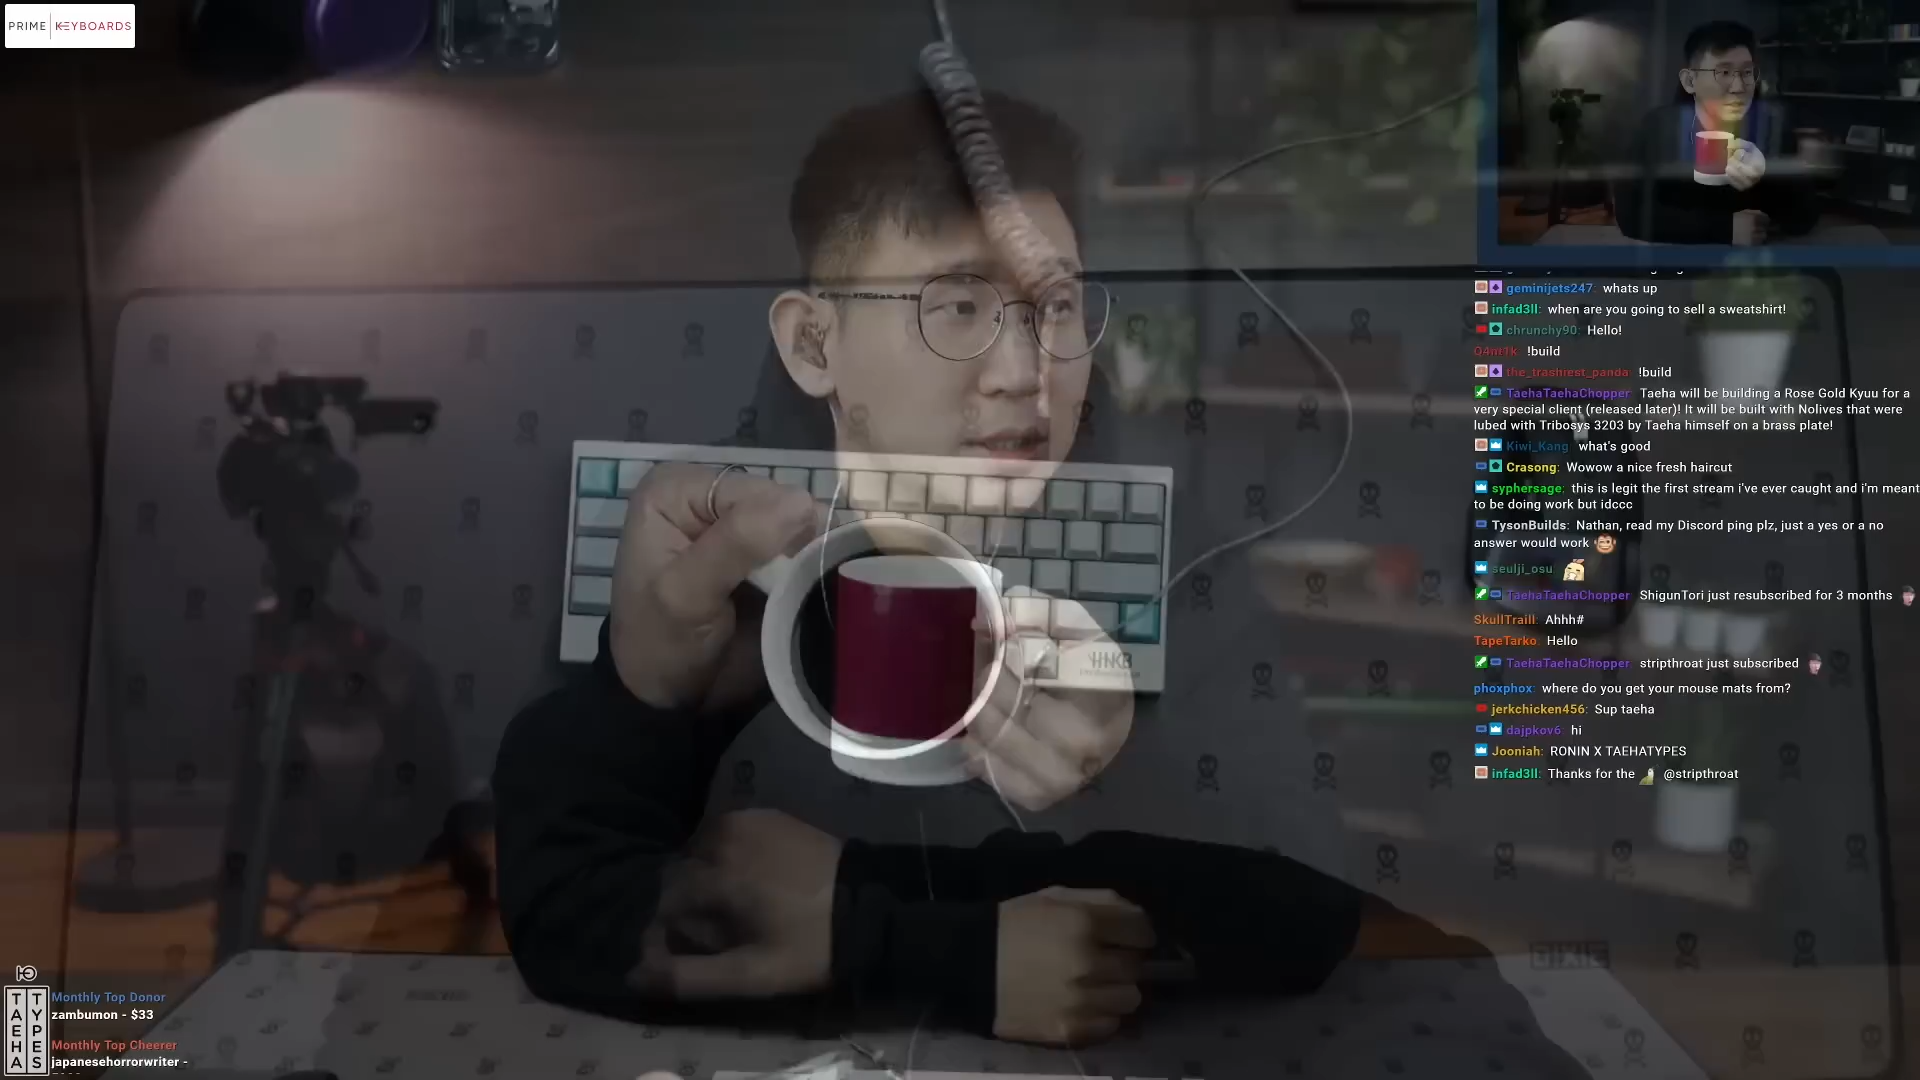 PRIME KEYBOARDS
geminijets247: whats up
infad3ll: when are you going to sell a sweatshirt!
chrunchy90: Hello!
Q4m1k: !build
the_trashiest_panda: !build
TaehaTaehaChopper: Taeha will be building a Rose Gold Kyuu for a
very special client (released later)! It will be built with Nolives that were
lubed with Tribosys 3203 by Taeha himself on a brass plate!
Kiwi_Kang: what's good
Crasong: Wowow a nice fresh haircut
syphersage: this is legit the first stream i've ever caught and i'm meant
to be doing work but idccc
TysonBuilds: Nathan, read my Discord ping plz, just a yes or a no
answer would work
seulji_osu
TaehaTaehaChopper: ShigunTori just resubscribed for 3 months
SkullTraill: Ahhh#
TapeTarko: Hello
TaehaTaehaChopper: stripthroat just subscribed
phoxphox: where do you get your mouse mats from?
jerkchicken456: Sup taeha
dajpkov6: hi
Jooniah: RONIN X TAEHATYPES
infad3ll: Thanks for the @stripthroat
HHKB
TAEHA TYPES
Monthly Top Donor
zambumon - $33
Monthly Top Cheerer
japanesehorrorwriter -